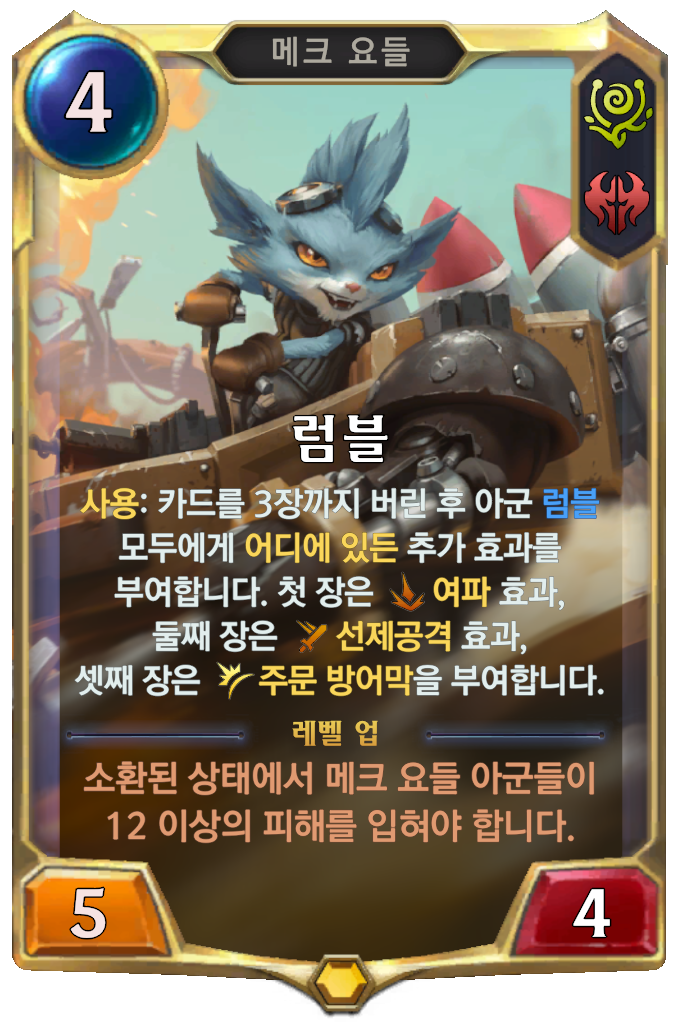 메크 요들
4
럼블
사용: 카드를 3장까지 버린 후 아군 럼블
모두에게 어디에 있든 추가 효과를
부여합니다. 첫 장은 여파 효과,
둘째 장은 선제공격 효과,
셋째 장은 주문 방어막을 부여합니다.
레벨 업
소환된 상태에서 메크 요들 아군들이
12 이상의 피해를 입혀야 합니다.
5
4